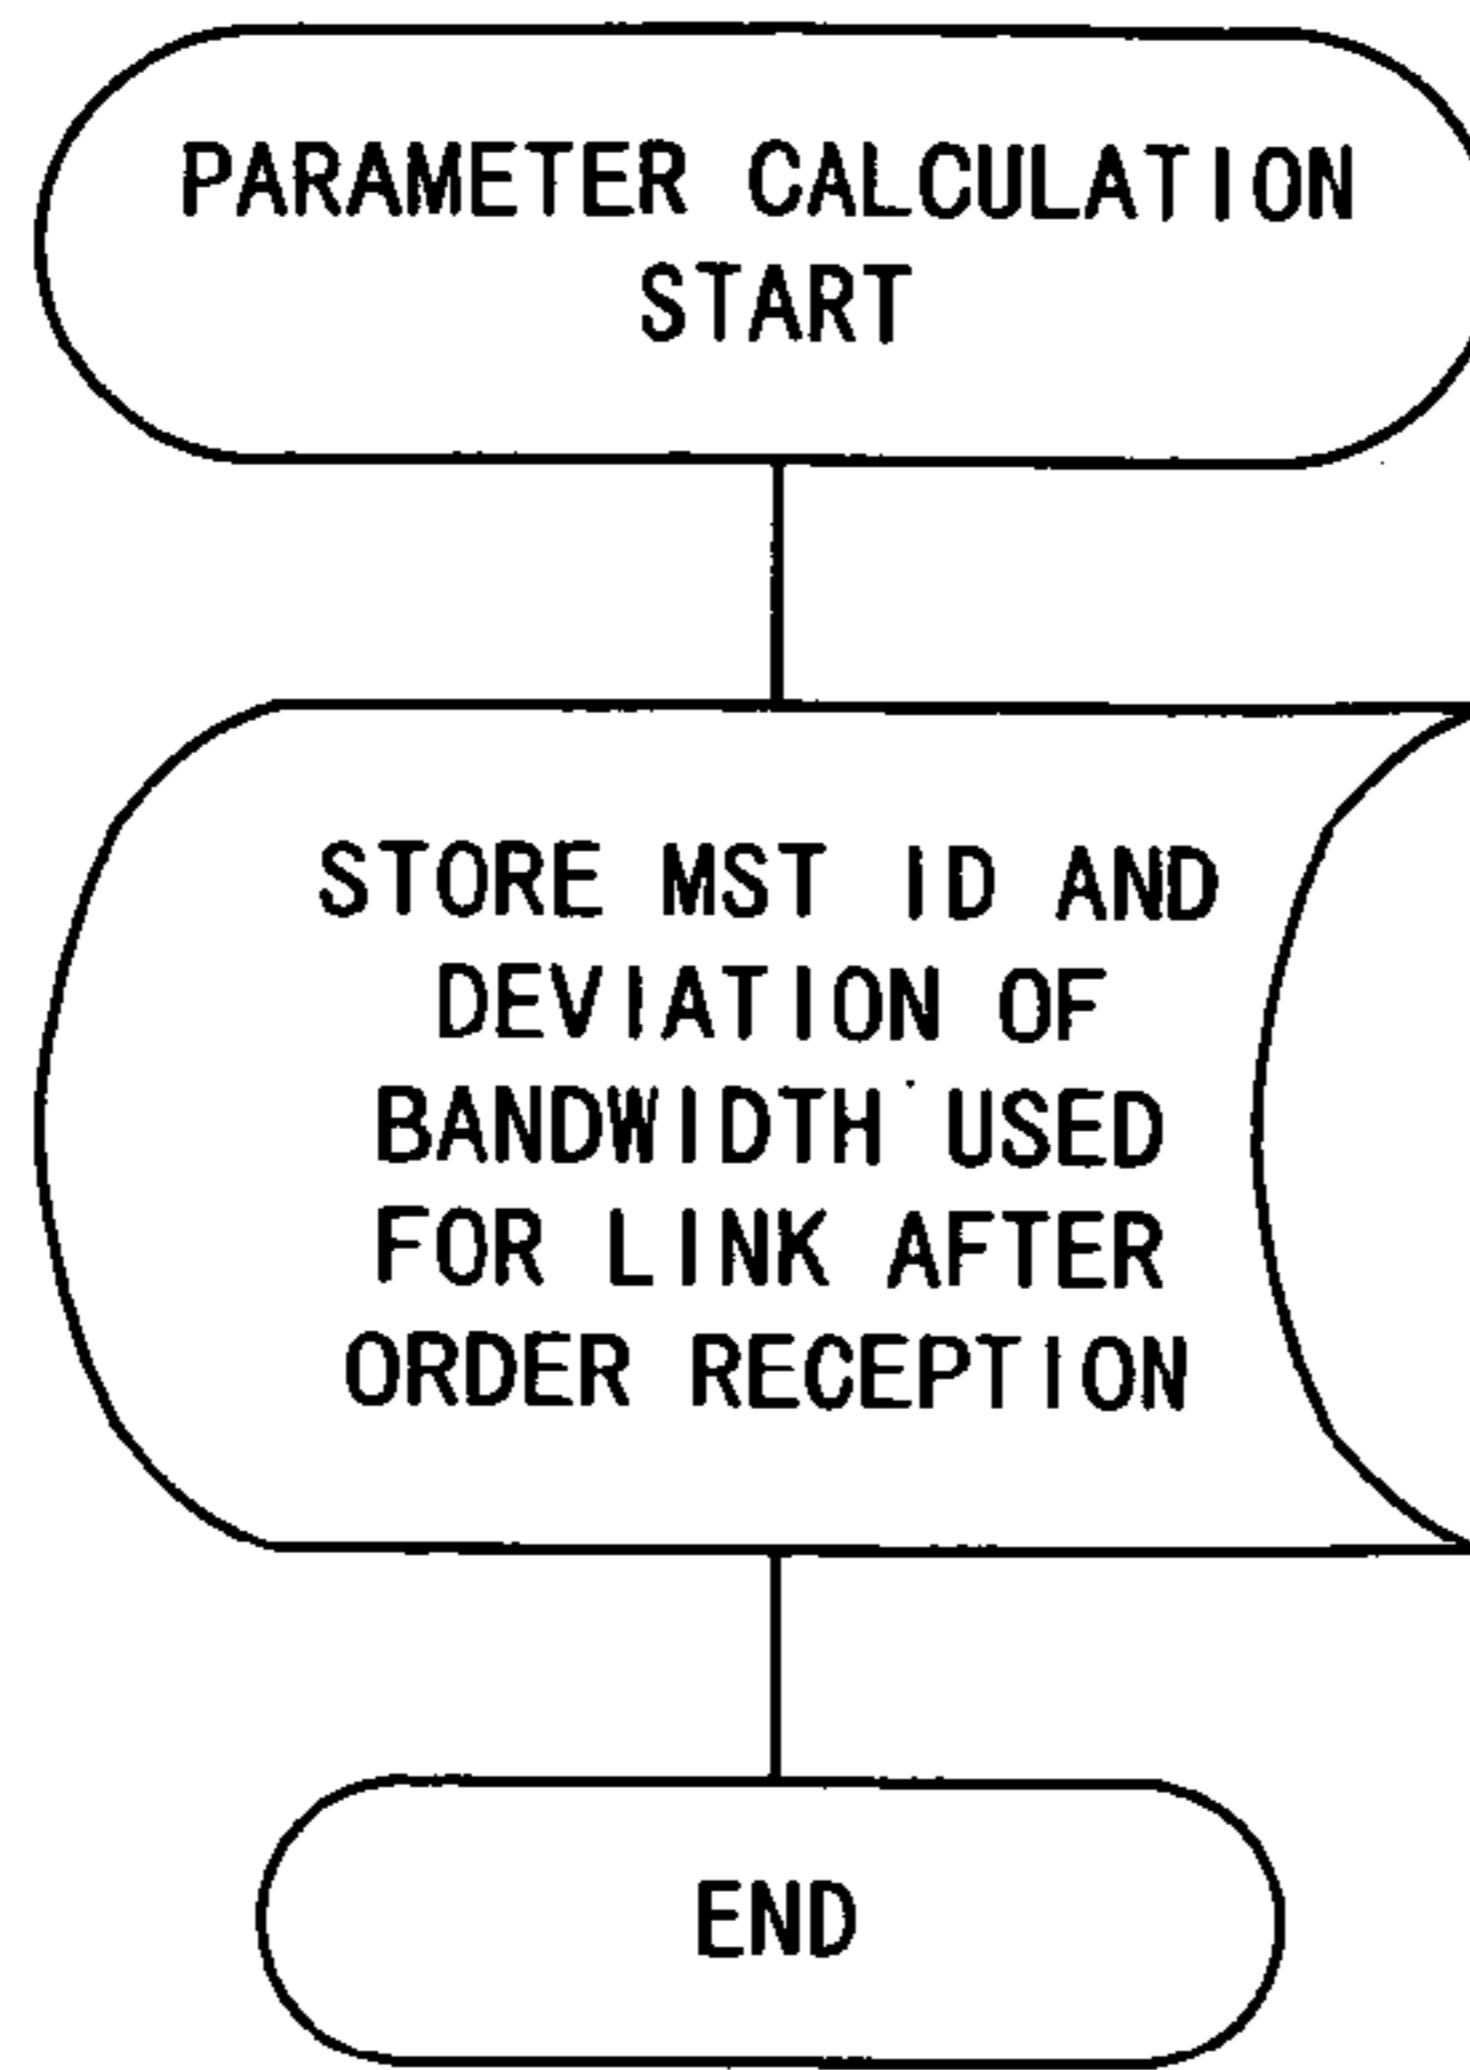 PARAMETER CALCULATION
START
STORE MST ID AND
DEVIATION OF
BANDWIDTH USED
FOR LINK AFTER
ORDER RECEPTION
END